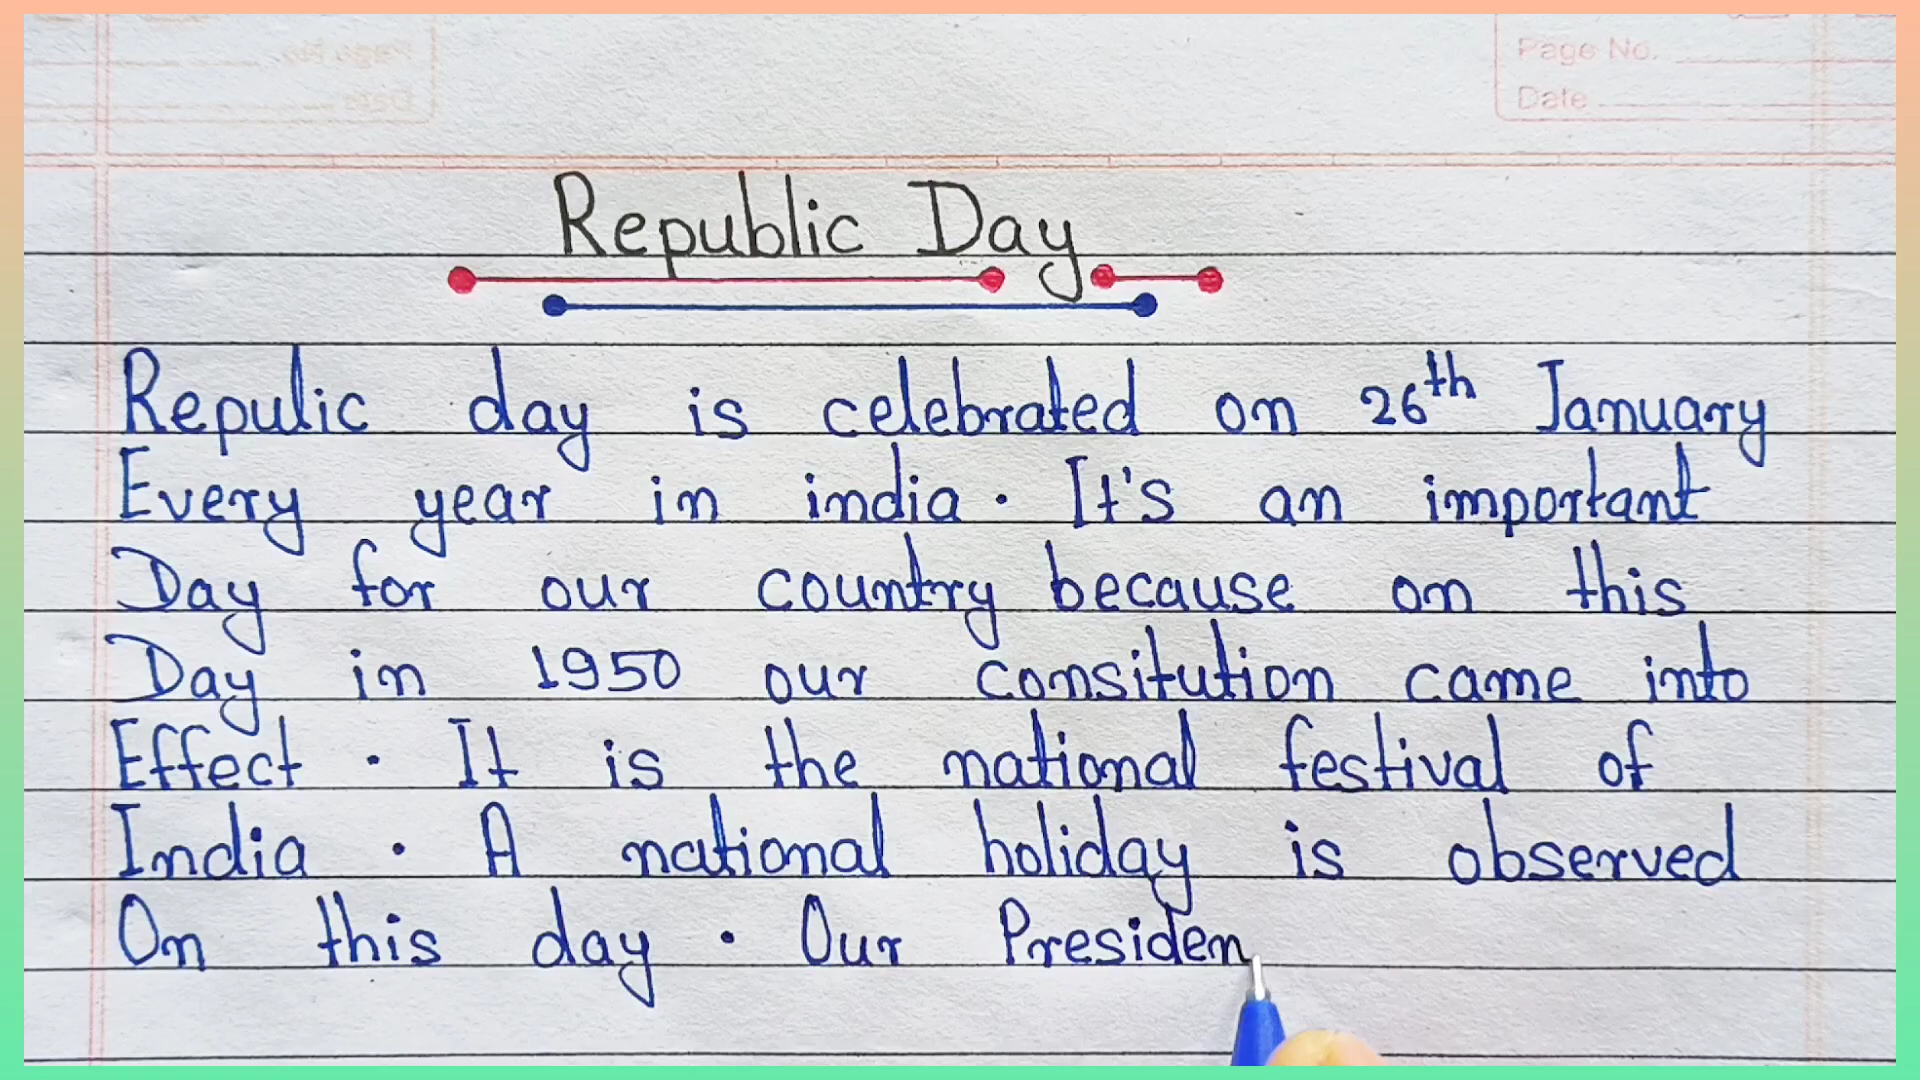 Page No.
Date
Republic Day
Repulic day is celebrated on 26th January
Every year in india. It's an important
Day for our country because on this
Day in 1950 our consitution came into
Effect. It is the national festival of
India. A national holiday is observed
On this day. Our Presiden